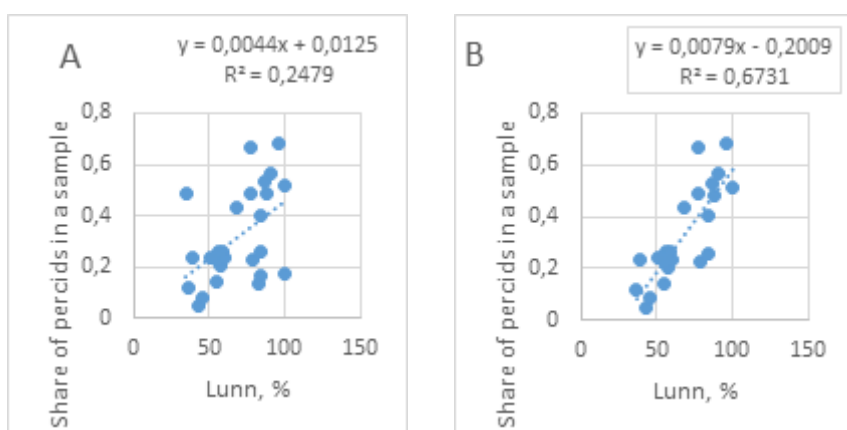 A
y = 0,0044x + 0,0125
R² = 0,2479
Share of percids in a sample
0,8
0,6
0,4
0,2
0
0 50 100 150
Lunn, %
B
y = 0,0079x - 0,2009
R² = 0,6731
Share of percids in a sample
0,8
0,6
0,4
0,2
0
0 50 100 150
Lunn, %